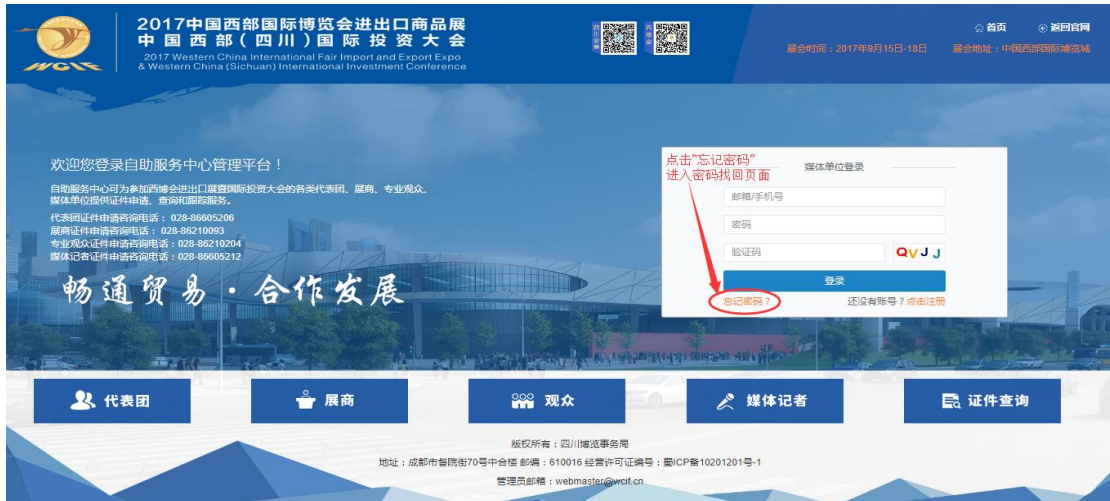 WCIF
2017中国西部国际博览会进出口商品展
中国西部(四川)国际投资大会
2017 Western China International Fair Import and Export Expo
& Western China (Sichuan) International Investment Conference
首页
返回官网
展会时间：2017年9月15日-18日
展会地址：中国西部国际博览城
欢迎您登录自助服务中心管理平台！
自助服务中心可为参加西博会进出口展暨国际投资大会的各类代表团、展商、专业观众、
媒体单位提供证件申请、查询和跟踪服务。
代表团证件申请咨询电话：028-86605206
展商证件申请咨询电话：028-86210093
专业观众证件申请咨询电话：028-86210204
媒体记者证件申请咨询电话：028-86605212
畅通贸易·合作发展
点击"忘记密码"
进入密码找回页面
媒体单位登录
邮箱/手机号
密码
验证码
QVJJ
登录
忘记密码？
还没有账号？点击注册
代表团
展商
观众
媒体记者
证件查询
版权所有：四川博览事务局
地址：成都市督院街70号中合楼 邮编：610016 经营许可证编号：蜀ICP备10201201号-1
管理员邮箱：webmaster@wcif.cn